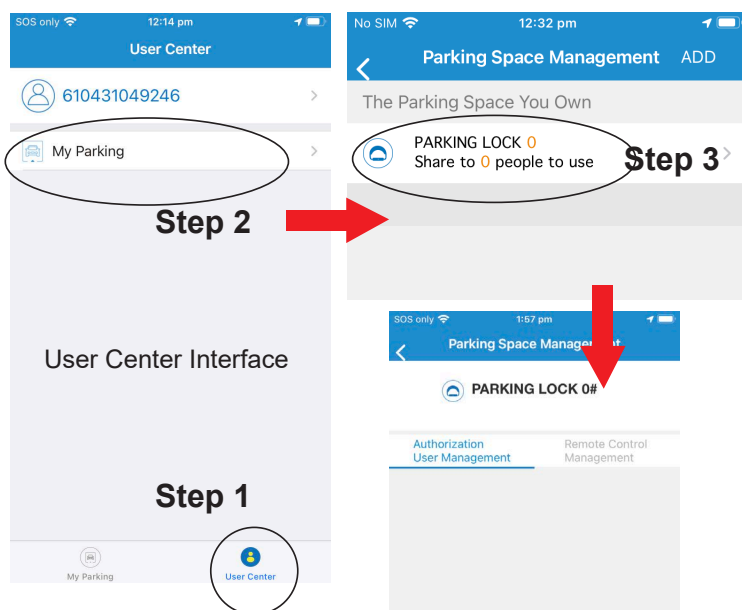 SOS only 12:14 pm
User Center
610431049246
My Parking
Step 2
User Center Interface
Step 1
My Parking
User Center
No SIM 12:32 pm
Parking Space Management ADD
The Parking Space You Own
PARKING LOCK 0
Share to 0 people to use
Step 3
SOS only 1:57 pm
Parking Space
PARKING LOCK 0#
Authorization
User Management
Remote Control
Management